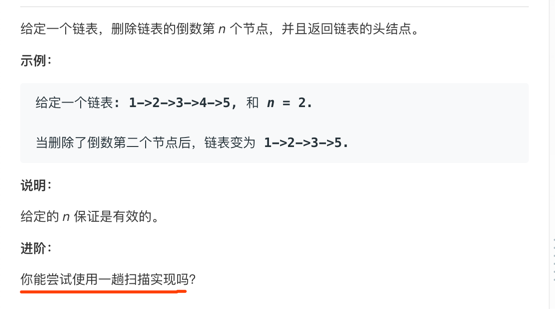 给定一个链表，删除链表的倒数第 n 个节点，并且返回链表的头结点。
示例：
给定一个链表: 1->2->3->4->5, 和 n = 2.
当删除了倒数第二个节点后，链表变为 1->2->3->5.
说明：
给定的 n 保证是有效的。
进阶：
你能尝试使用一趟扫描实现吗？